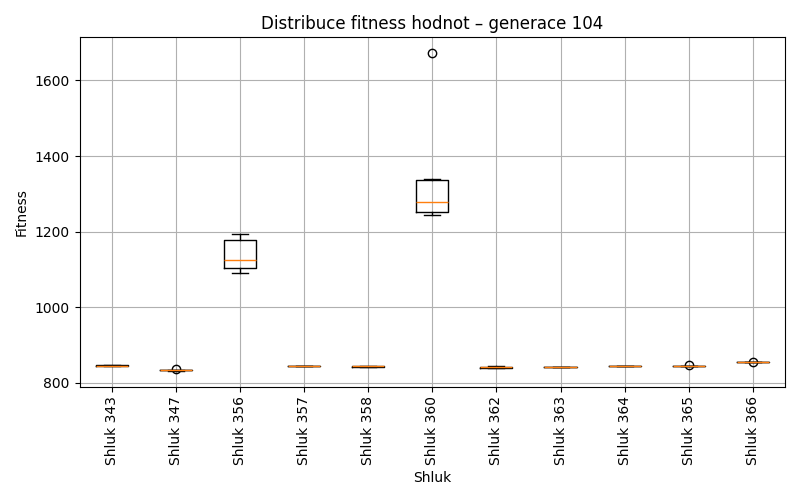 Distribuce fitness hodnot – generace 104
Fitness
1600
1400
1200
1000
800
Shluk 343
Shluk 347
Shluk 356
Shluk 357
Shluk 358
Shluk 360
Shluk 362
Shluk 363
Shluk 364
Shluk 365
Shluk 366
Shluk